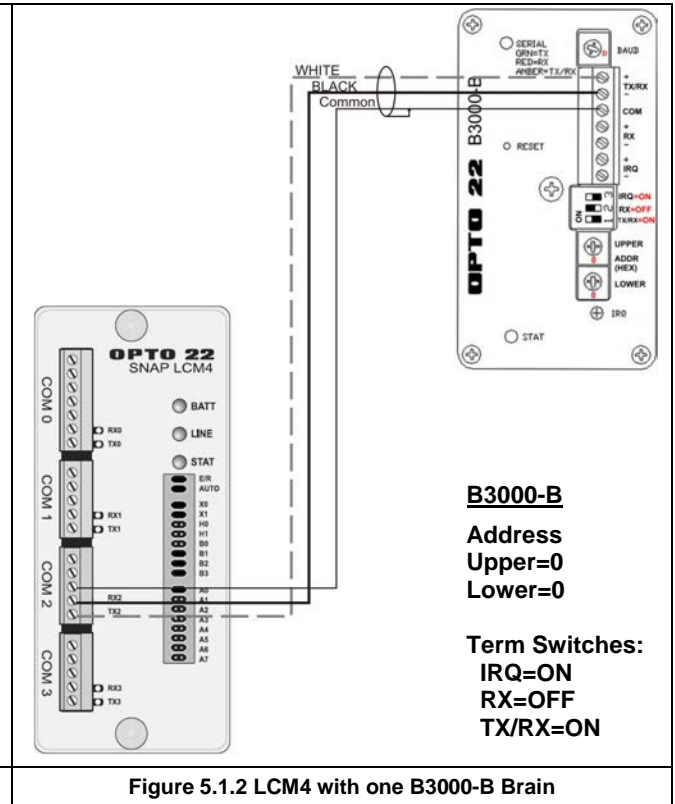 SERIAL
GRN=TX
RED=RX
AMBER=TX/RX
D
BAUD
WHITE
BLACK
Common
+
TX/RX
-
COM
+
RX
-
+
IRQ
-
RESET
OPTO 22 B3000-B
ON
3 IRQ=ON
2 RX=OFF
1 TX/RX=ON
UPPER
0
ADDR
(HEX)
LOWER
0
IRQ
STAT
OPTO 22
SNAP LCM4
BATT
LINE
STAT
COM 0
RX0
TX0
COM 1
RX1
TX1
COM 2
RX2
TX2
COM 3
RX3
TX3
E/R
AUTO
X0
X1
H0
H1
B0
B1
B2
B3
A0
A1
A2
A3
A4
A5
A6
A7
B3000-B
Address
Upper=0
Lower=0
Term Switches:
IRQ=ON
RX=OFF
TX/RX=ON
Figure 5.1.2 LCM4 with one B3000-B Brain